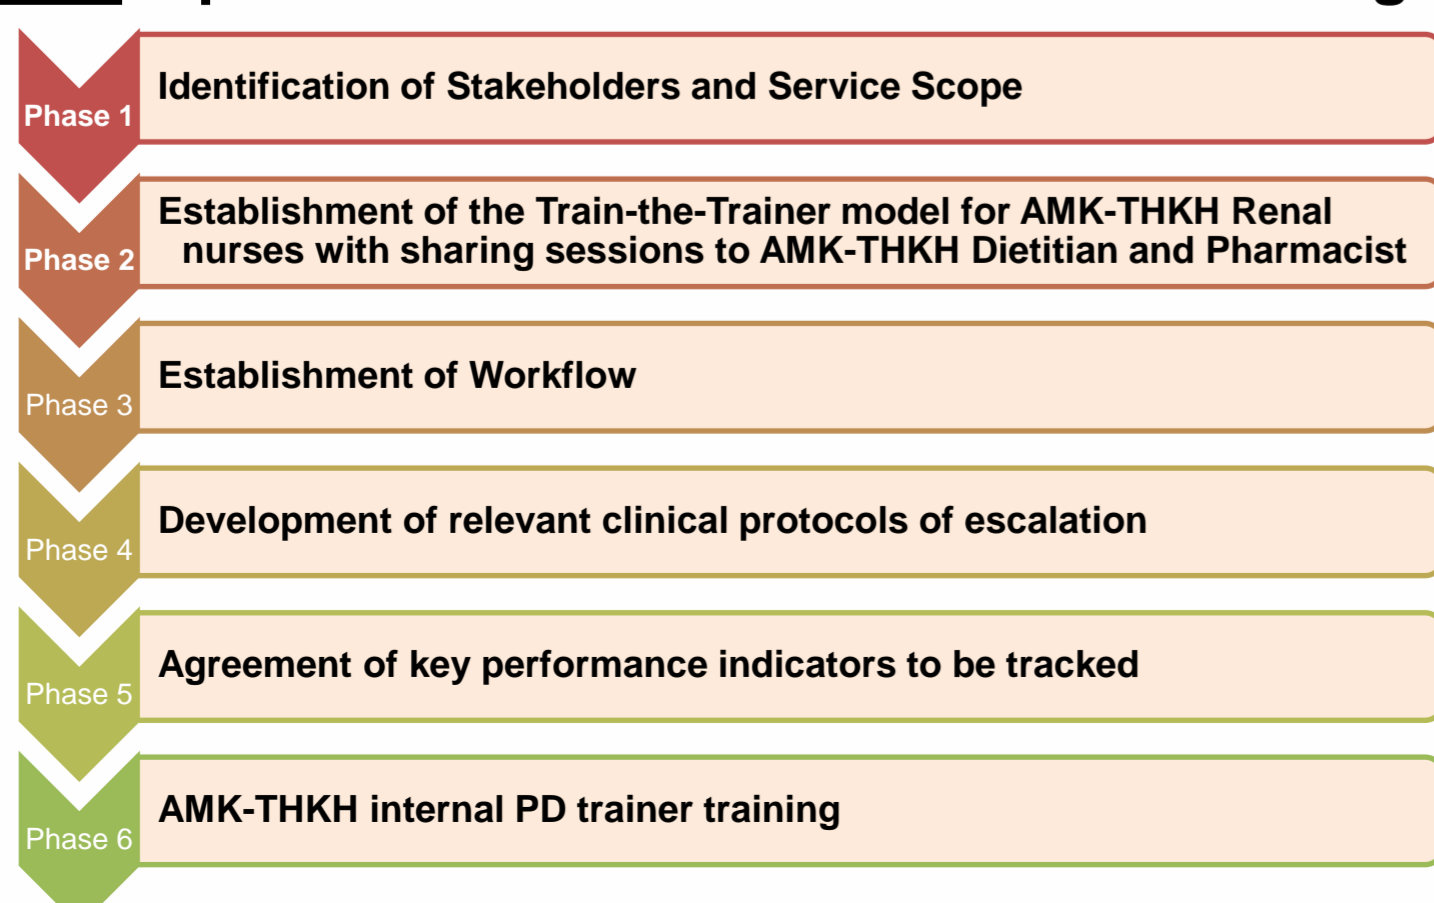 Phase 1
Identification of Stakeholders and Service Scope
Phase 2
Establishment of the Train-the-Trainer model for AMK-THKH Renal
nurses with sharing sessions to AMK-THKH Dietitian and Pharmacist
Phase 3
Establishment of Workflow
Phase 4
Development of relevant clinical protocols of escalation
Phase 5
Agreement of key performance indicators to be tracked
Phase 6
AMK-THKH internal PD trainer training